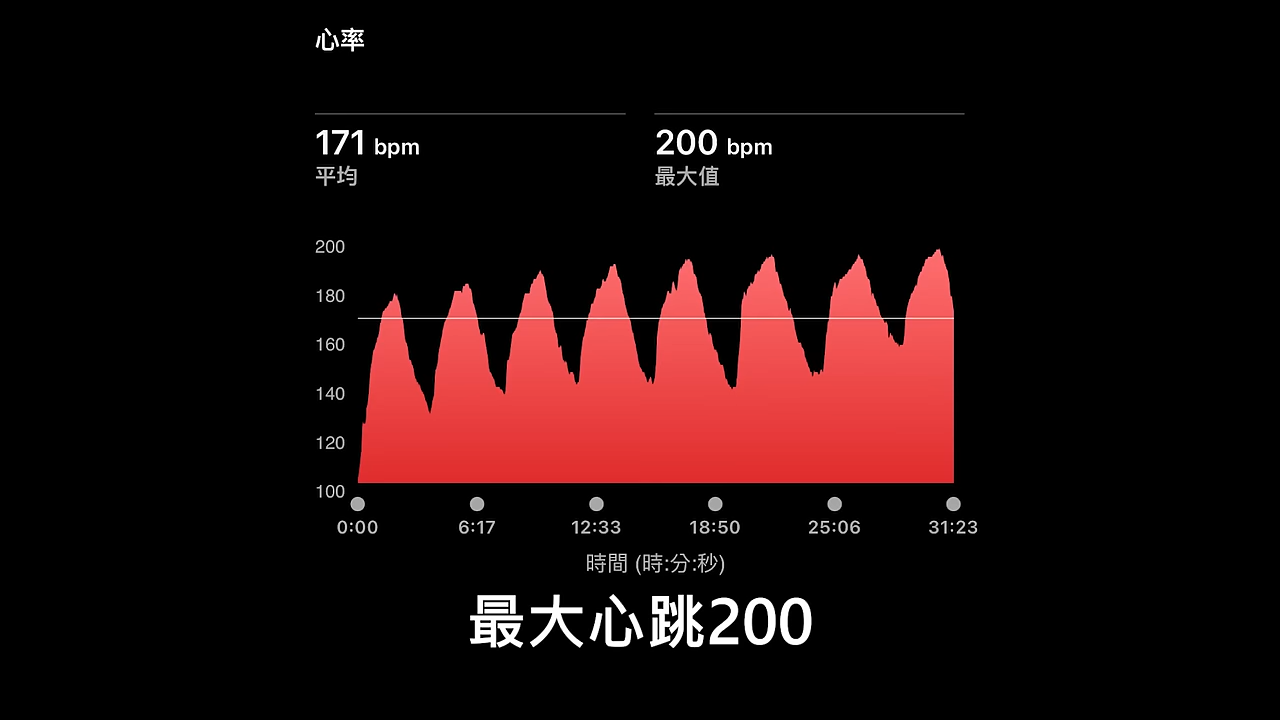 心率
171 bpm
平均
200 bpm
最大值
200
180
160
140
120
100
0:00 6:17 12:33 18:50 25:06 31:23
時間 (時:分:秒)
最大心跳200